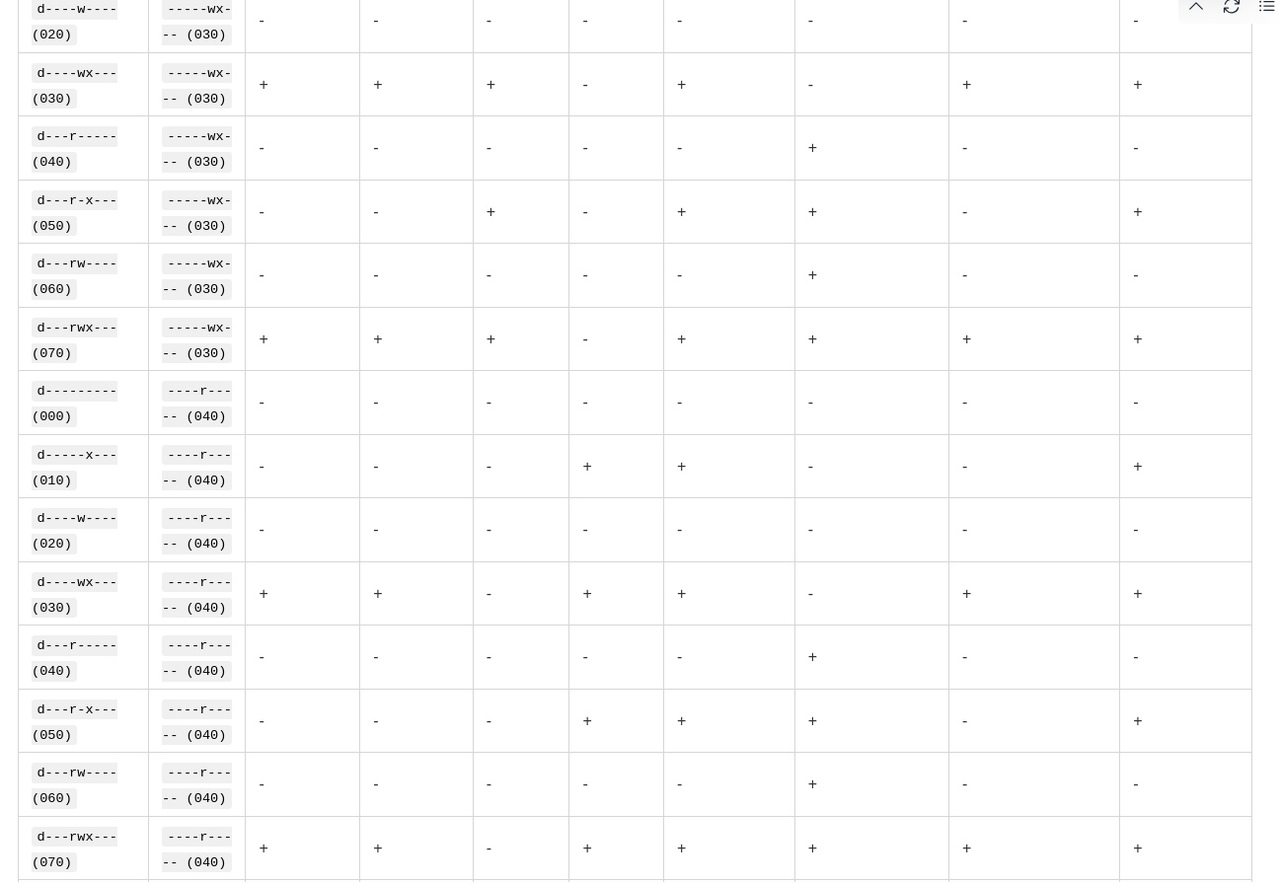 d----w---- -----wx-
(020) -- (030) - - - - - - - -
d----wx--- -----wx-
(030) -- (030) + + + - + - + +
d---r----- -----wx-
(040) -- (030) - - - - - + - -
d---r-x--- -----wx-
(050) -- (030) - - + - + + - +
d---rw---- -----wx-
(060) -- (030) - - - - - + - -
d---rwx--- -----wx-
(070) -- (030) + + + - + + + +
d--------- ----r---
(000) -- (040) - - - - - - - -
d-----x--- ----r---
(010) -- (040) - - - + + - - +
d----w---- ----r---
(020) -- (040) - - - - - - - -
d----wx--- ----r---
(030) -- (040) + + - + + - + +
d---r----- ----r---
(040) -- (040) - - - - - + - -
d---r-x--- ----r---
(050) -- (040) - - - + + + - +
d---rw---- ----r---
(060) -- (040) - - - - - + - -
d---rwx--- ----r---
(070) -- (040) + + - + + + + +